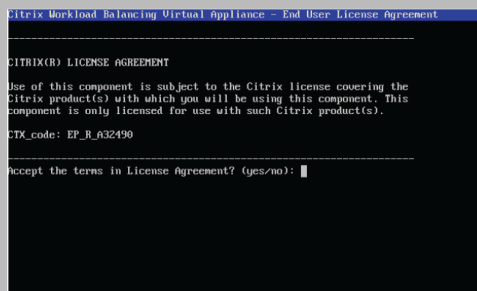 Citrix Workload Balancing Virtual Appliance - End User License Agreement
------------------------------------------------------------------
CITRIX(R) LICENSE AGREEMENT
Use of this component is subject to the Citrix license covering the
Citrix product(s) with which you will be using this component. This
component is only licensed for use with such Citrix product(s).
CTX_code: EP_R_A32490
------------------------------------------------------------------
Accept the terms in License Agreement? (yes/no):